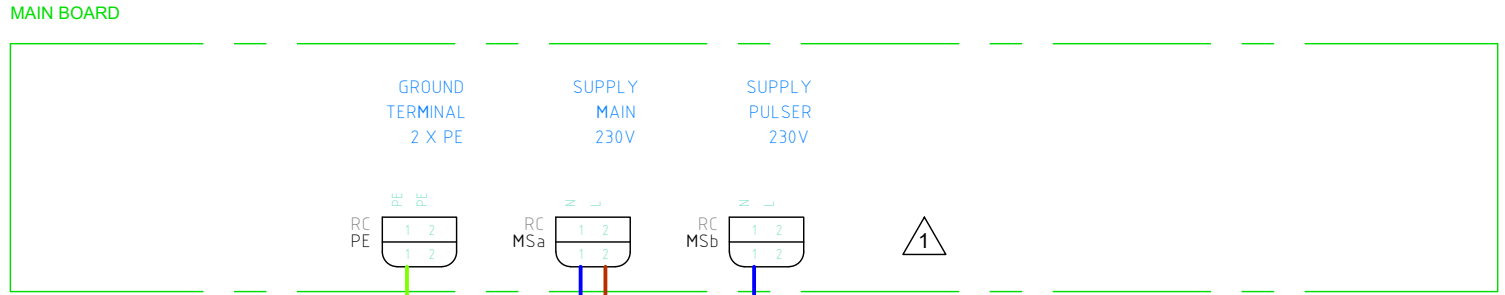 MAIN BOARD
GROUND
TERMINAL
2 X PE
SUPPLY
MAIN
230V
SUPPLY
PULSER
230V
PE PE
N L
N L
RC
PE
1 2
1 2
RC
MSa
1 2
1 2
RC
MSb
1 2
1 2
1